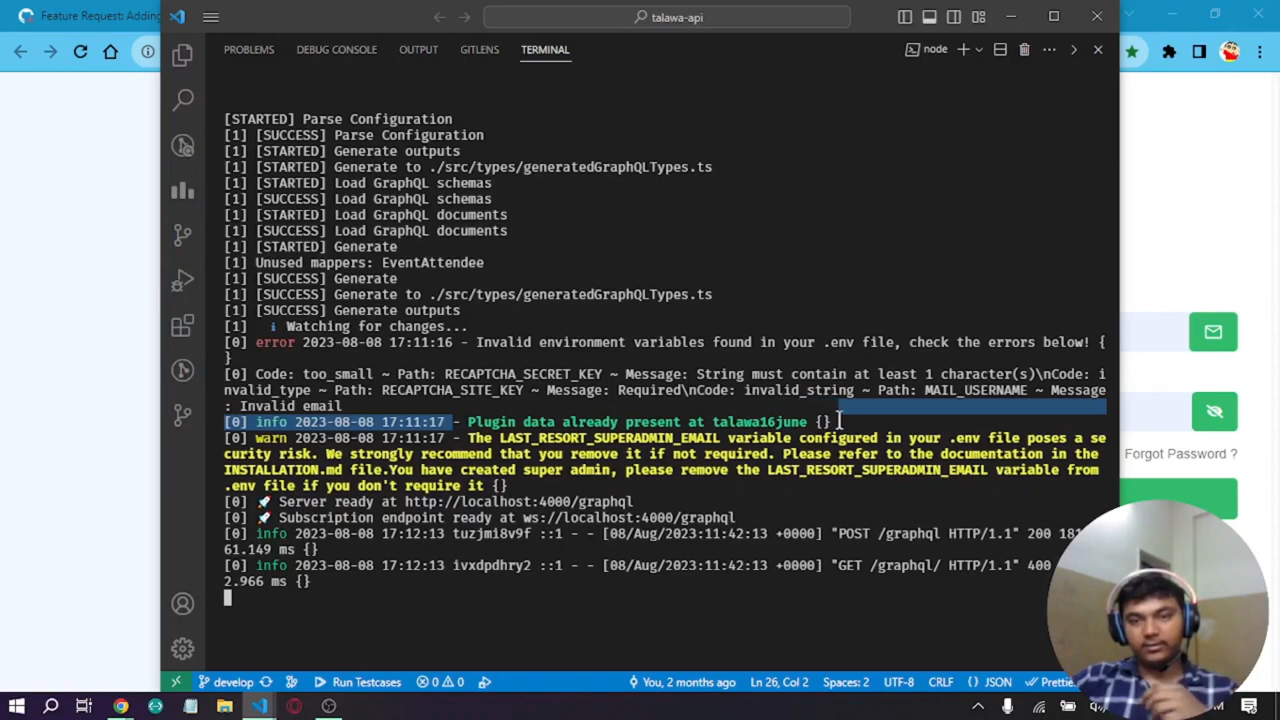 Feature Request: Adding
talawa-api
PROBLEMS DEBUG CONSOLE OUTPUT GITLENS TERMINAL
node
[STARTED] Parse Configuration
[1] [SUCCESS] Parse Configuration
[1] [STARTED] Generate outputs
[1] [STARTED] Generate to ./src/types/generatedGraphQLTypes.ts
[1] [STARTED] Load GraphQL schemas
[1] [SUCCESS] Load GraphQL schemas
[1] [STARTED] Load GraphQL documents
[1] [SUCCESS] Load GraphQL documents
[1] [STARTED] Generate
[1] Unused mappers: EventAttendee
[1] [SUCCESS] Generate
[1] [SUCCESS] Generate to ./src/types/generatedGraphQLTypes.ts
[1] [SUCCESS] Generate outputs
[1] ℹ Watching for changes...
[0] error 2023-08-08 17:11:16 - Invalid environment variables found in your .env file, check the errors below! {
}
[0] Code: too_small ~ Path: RECAPTCHA_SECRET_KEY ~ Message: String must contain at least 1 character(s)\nCode: i
nvalid_type ~ Path: RECAPTCHA_SITE_KEY ~ Message: Required\nCode: invalid_string ~ Path: MAIL_USERNAME ~ Message
: Invalid email
[0] info 2023-08-08 17:11:17 - Plugin data already present at talawa16june {}
[0] warn 2023-08-08 17:11:17 - The LAST_RESORT_SUPERADMIN_EMAIL variable configured in your .env file poses a se
curity risk. We strongly recommend that you remove it if not required. Please refer to the documentation in the
INSTALLATION.md file.You have created super admin, please remove the LAST_RESORT_SUPERADMIN_EMAIL variable from
.env file if you don't require it {}
[0] 🚀 Server ready at http://localhost:4000/graphql
[0] 🚀 Subscription endpoint ready at ws://localhost:4000/graphql
[0] info 2023-08-08 17:12:13 tuzjmi8v9f ::1 - - [08/Aug/2023:11:42:13 +0000] "POST /graphql HTTP/1.1" 200
61.149 ms {}
[0] info 2023-08-08 17:12:13 ivxdpdhry2 ::1 - - [08/Aug/2023:11:42:13 +0000] "GET /graphql/ HTTP/1.1" 400
2.966 ms {}
Forgot Password ?
develop Run Testcases 0 0 You, 2 months ago Ln 26, Col 2 Spaces: 2 UTF-8 CRLF {} JSON